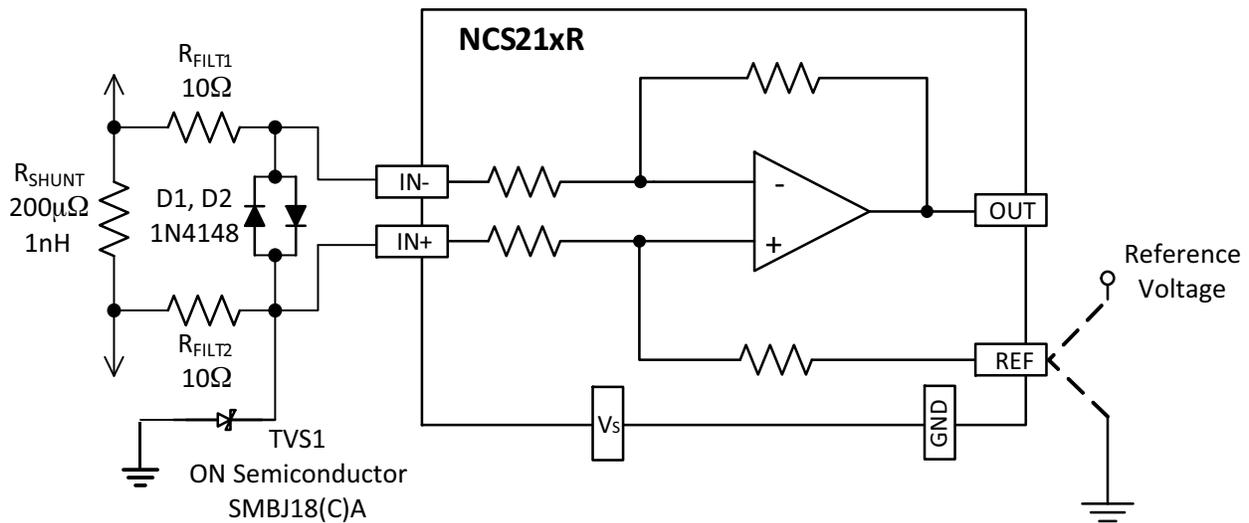 NCS21xR
RFILT1
10Ω
RSHUNT
200μΩ
1nH
D1, D2
1N4148
IN-
IN+
-
+
OUT
Reference
Voltage
RFILT2
10Ω
REF
VS
GND
TVS1
ON Semiconductor
SMBJ18(C)A